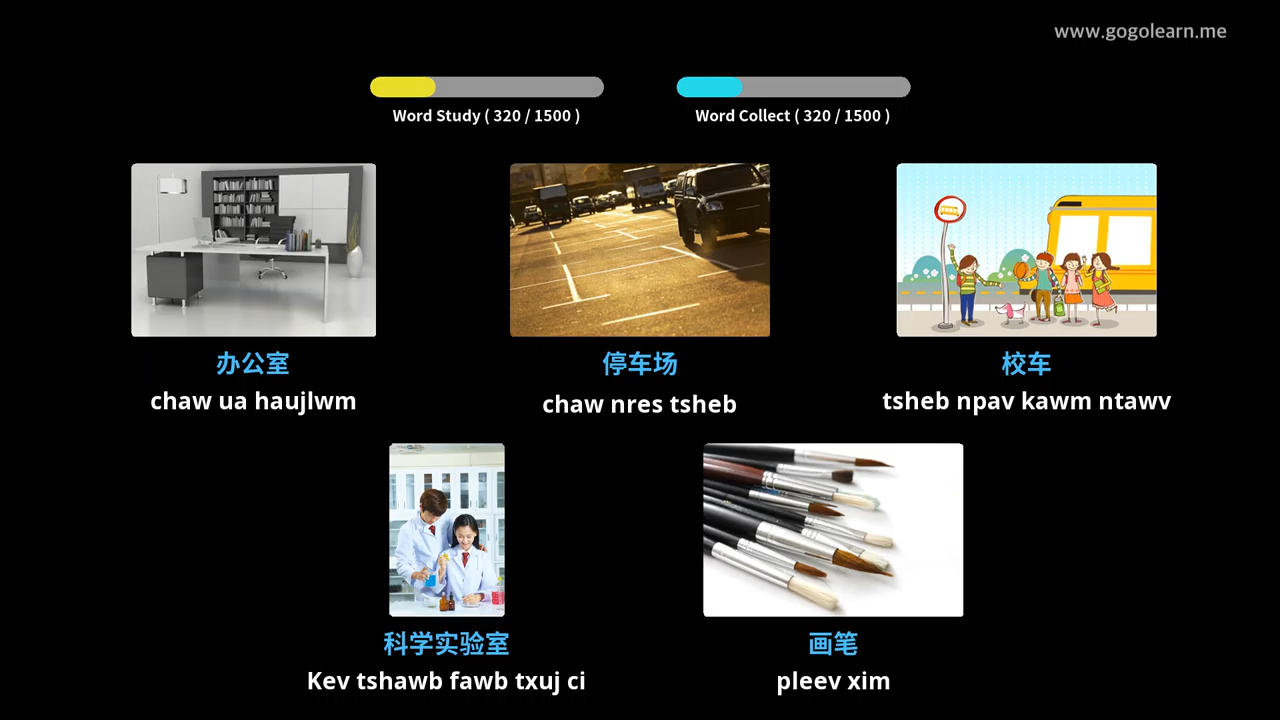 www.gogolearn.me
Word Study ( 320 / 1500 )
Word Collect ( 320 / 1500 )
办公室
停车场
校车
chaw ua haujlwm
chaw nres tsheb
tsheb npav kawm ntawv
科学实验室
画笔
Kev tshawb fawb txuj ci
pleev xim